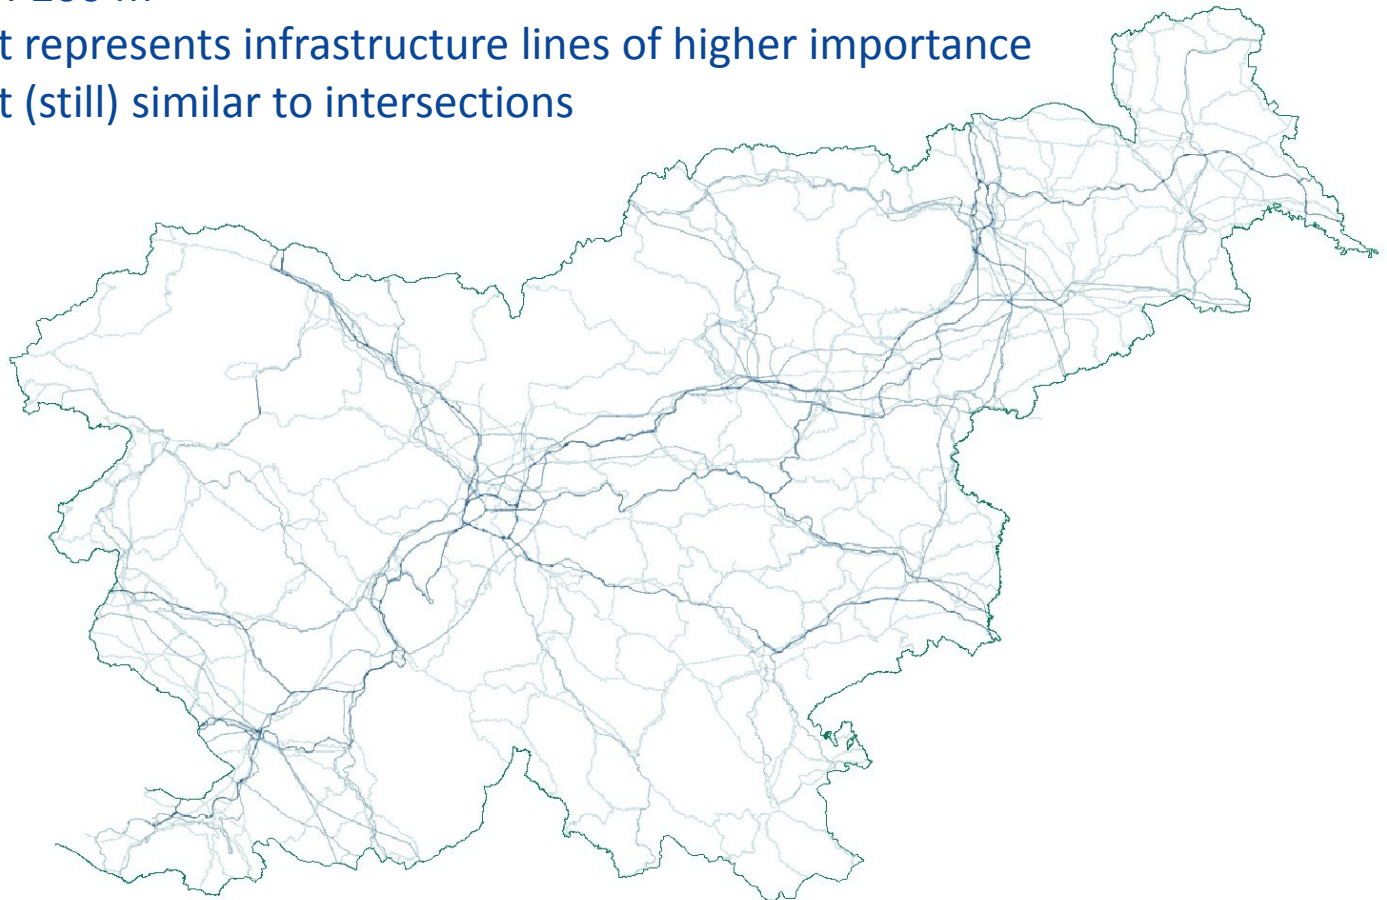 t represents infrastructure lines of higher importance
t (still) similar to intersections